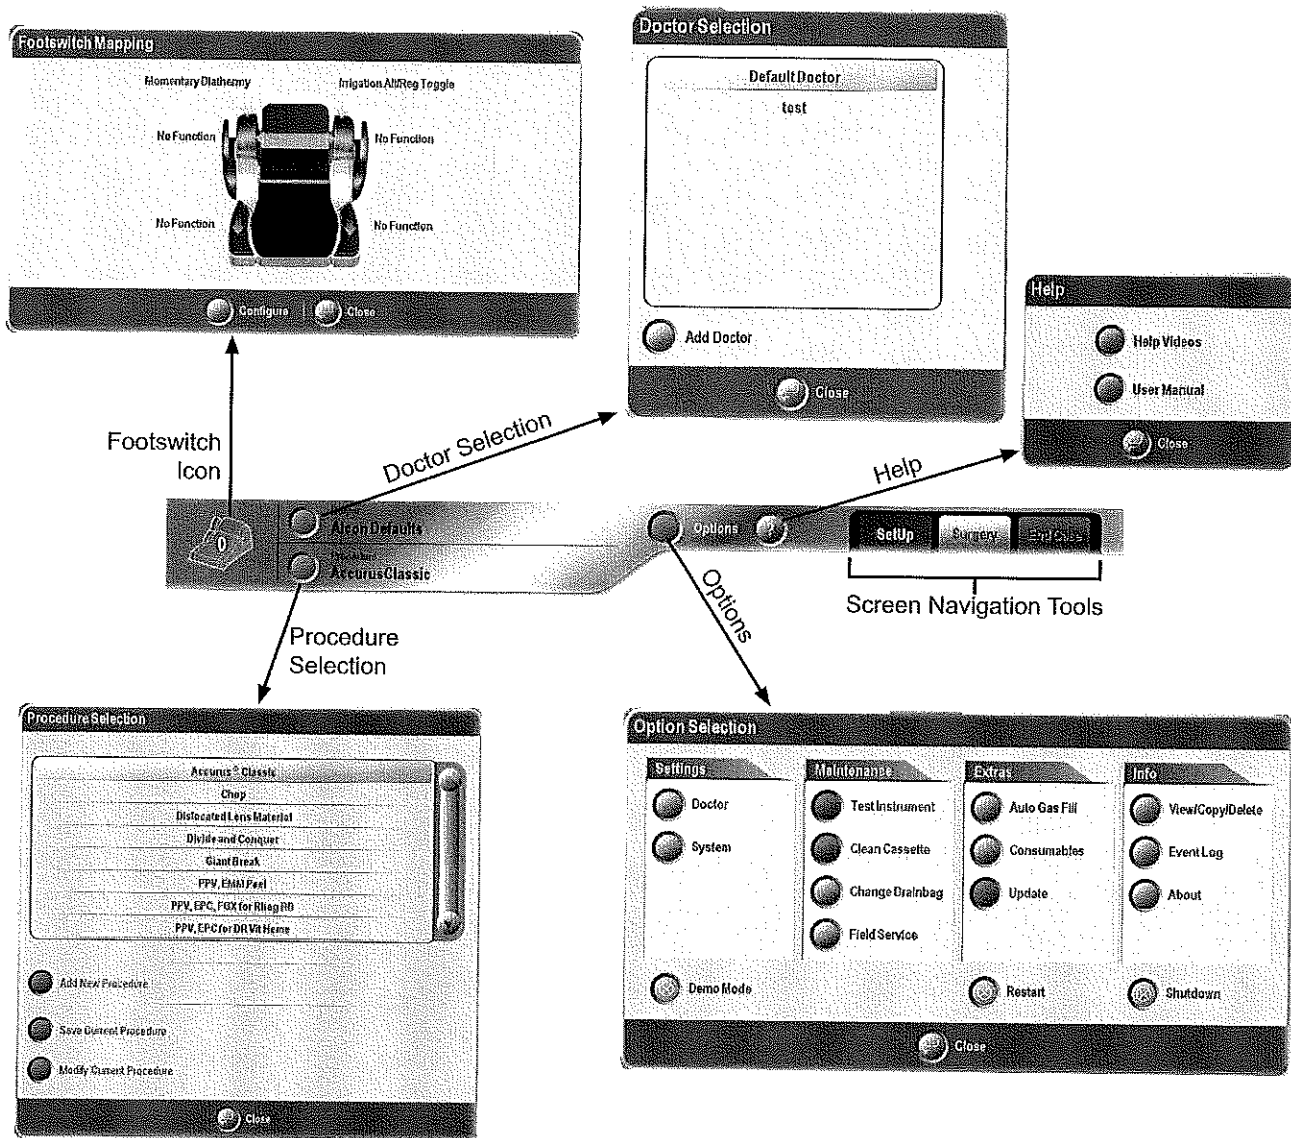 Footswitch Mapping
Momentary Diathermy
Irrigation Alt/Reg Toggle
No Function
No Function
No Function
No Function
Configure
Close
Doctor Selection
Default Doctor
test
Add Doctor
Close
Help
Help Videos
User Manual
Close
Footswitch
Icon
Doctor Selection
Help
0
Alcon Defaults
Procedure
Accurus Classic
Options
?
SetUp
Surgery
End Case
Screen Navigation Tools
Procedure
Selection
Options
Procedure Selection
Accurus® Classic
Chop
Dislocated Lens Material
Divide and Conquer
Giant Break
PPV, EMM Peel
PPV, EPC, FGX for Rheg RD
PPV, EPC for DR Vit Heme
Add New Procedure
Save Current Procedure
Modify Current Procedure
Close
Option Selection
Settings
Doctor
System
Maintenance
Test Instrument
Clean Cassette
Change Drainbag
Field Service
Extras
Auto Gas Fill
Consumables
Update
Info
View/Copy/Delete
Event Log
About
Demo Mode
Restart
Shutdown
Close